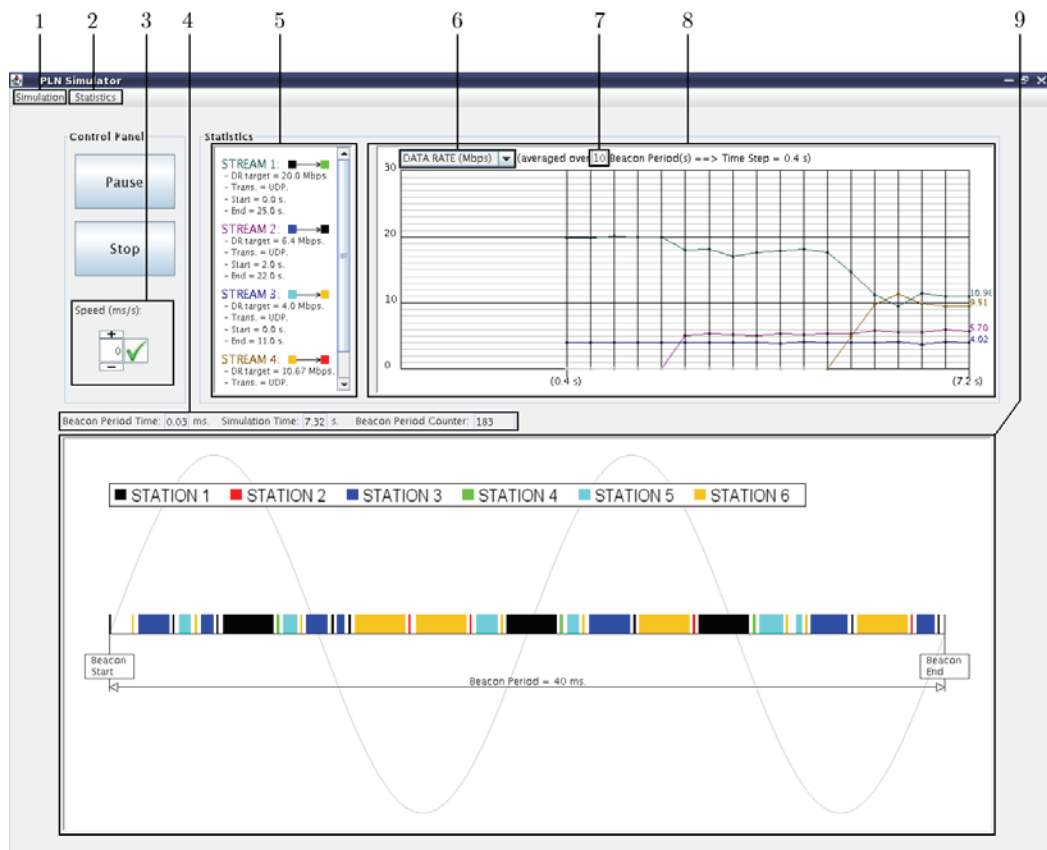 1 2 3 4 5 6 7 8 9
PLN Simulator
Simulation Statistics
Control Panel
Pause
Stop
Speed (ms/s):
+
0
−
Statistics
STREAM 1:
- DR target = 20.0 Mbps.
- Trans. = UDP.
- Start = 0.0 s.
- End = 25.0 s.
STREAM 2:
- DR target = 6.4 Mbps.
- Trans. = UDP.
- Start = 2.0 s.
- End = 22.0 s.
STREAM 3:
- DR target = 4.0 Mbps.
- Trans. = UDP.
- Start = 0.0 s.
- End = 11.0 s.
STREAM 4:
- DR target = 10.67 Mbps.
- Trans. = UDP.
DATA RATE (Mbps) (averaged over 10 Beacon Period(s) ==> Time Step = 0.4 s)
30
20
10
0
10.98
9.51
5.70
4.02
(0.4 s) (7.2 s)
Beacon Period Time: 0.03 ms. Simulation Time: 7.32 s. Beacon Period Counter: 183
STATION 1 STATION 2 STATION 3 STATION 4 STATION 5 STATION 6
Beacon
Start
Beacon
End
Beacon Period = 40 ms.